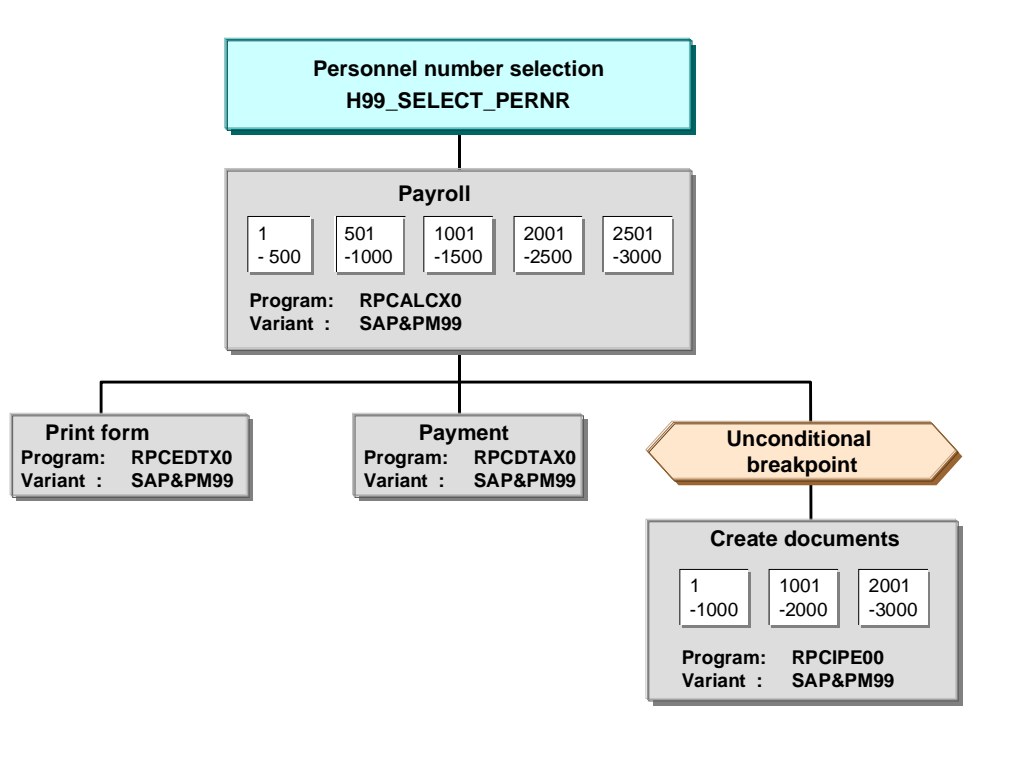 Personnel number selection
H99_SELECT_PERNR
Payroll
1
- 500
501
-1000
1001
-1500
2001
-2500
2501
-3000
Program: RPCALCX0
Variant : SAP&PM99
Print form
Program: RPCEDTX0
Variant : SAP&PM99
Payment
Program: RPCDTAX0
Variant : SAP&PM99
Unconditional
breakpoint
Create documents
1
-1000
1001
-2000
2001
-3000
Program: RPCIPE00
Variant : SAP&PM99